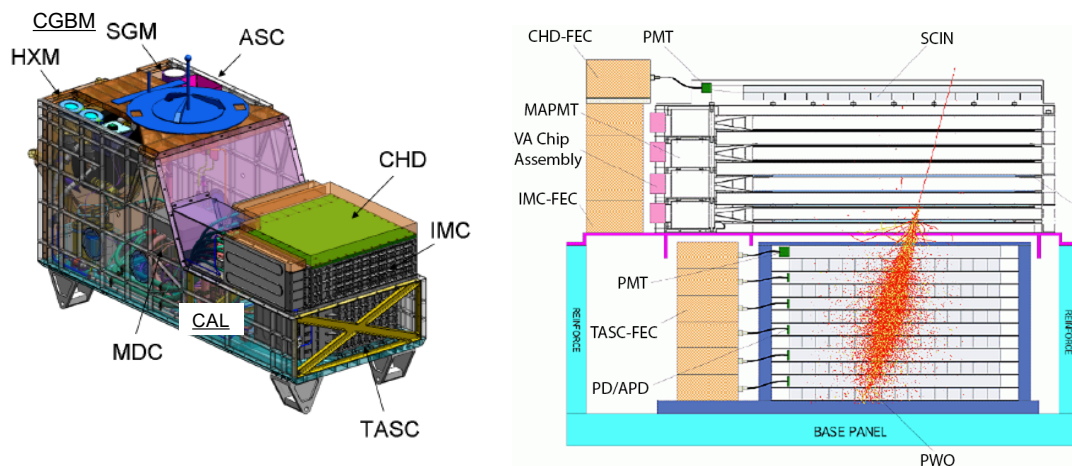 CGBM
SGM
ASC
HXM
CHD
IMC
CAL
MDC
TASC
CHD-FEC
PMT
SCIN
MAPMT
VA Chip
Assembly
IMC-FEC
PMT
TASC-FEC
PD/APD
REINFORCE
REINFORCE
BASE PANEL
PWO